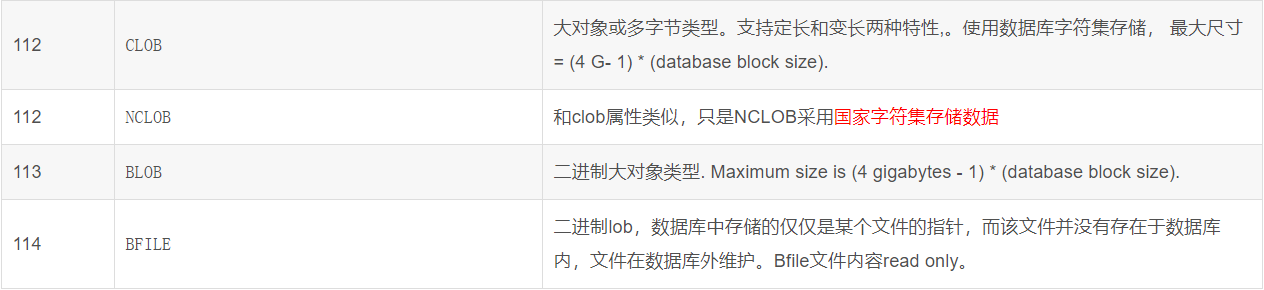 112 CLOB 大对象或多字节类型。支持定长和变长两种特性,。使用数据库字符集存储， 最大尺寸
= (4 G- 1) * (database block size).
112 NCLOB 和clob属性类似，只是NCLOB采用国家字符集存储数据
113 BLOB 二进制大对象类型. Maximum size is (4 gigabytes - 1) * (database block size).
114 BFILE 二进制lob，数据库中存储的仅仅是某个文件的指针，而该文件并没有存在于数据库
内，文件在数据库外维护。Bfile文件内容read only。